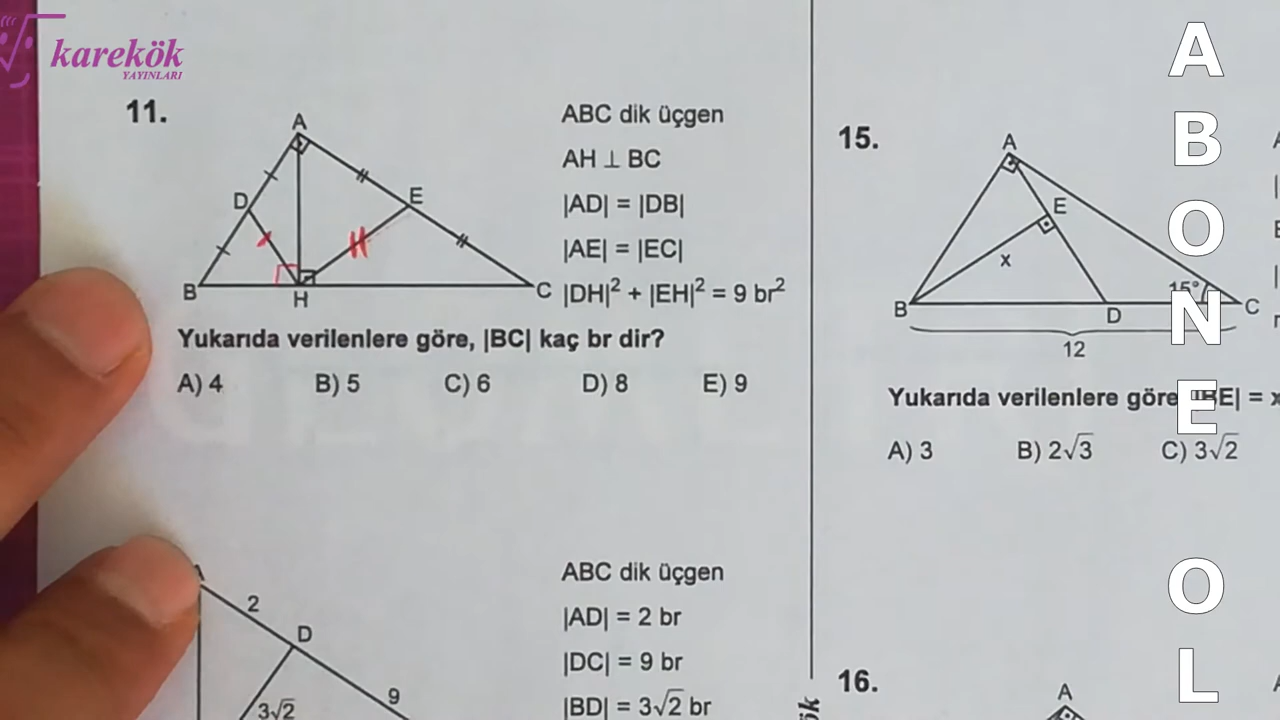 karekök
YAYINLARI
11.
A
D
E
B
H
C
ABC dik üçgen
AH ⊥ BC
|AD| = |DB|
|AE| = |EC|
|DH|² + |EH|² = 9 br²
Yukarıda verilenlere göre, |BC| kaç br dir?
A) 4 B) 5 C) 6 D) 8 E) 9
2
D
9
3√2
ABC dik üçgen
|AD| = 2 br
|DC| = 9 br
|BD| = 3√2 br
15.
A
E
x
15°
B
D
C
12
Yukarıda verilenlere göre |BE| = x
A) 3 B) 2√3 C) 3√2
16.
A
A
B
O
N
E
O
L